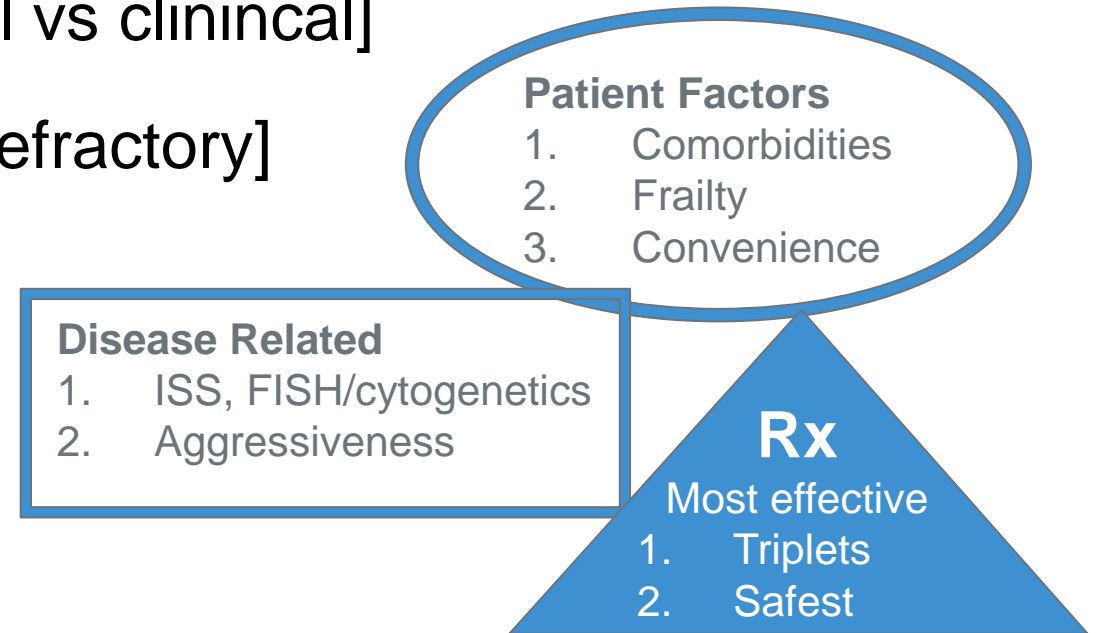 vs clinincal]
efractory]
Patient Factors
1. Comorbidities
2. Frailty
3. Convenience
Disease Related
1. ISS, FISH/cytogenetics
2. Aggressiveness
Rx
Most effective
1. Triplets
2. Safest